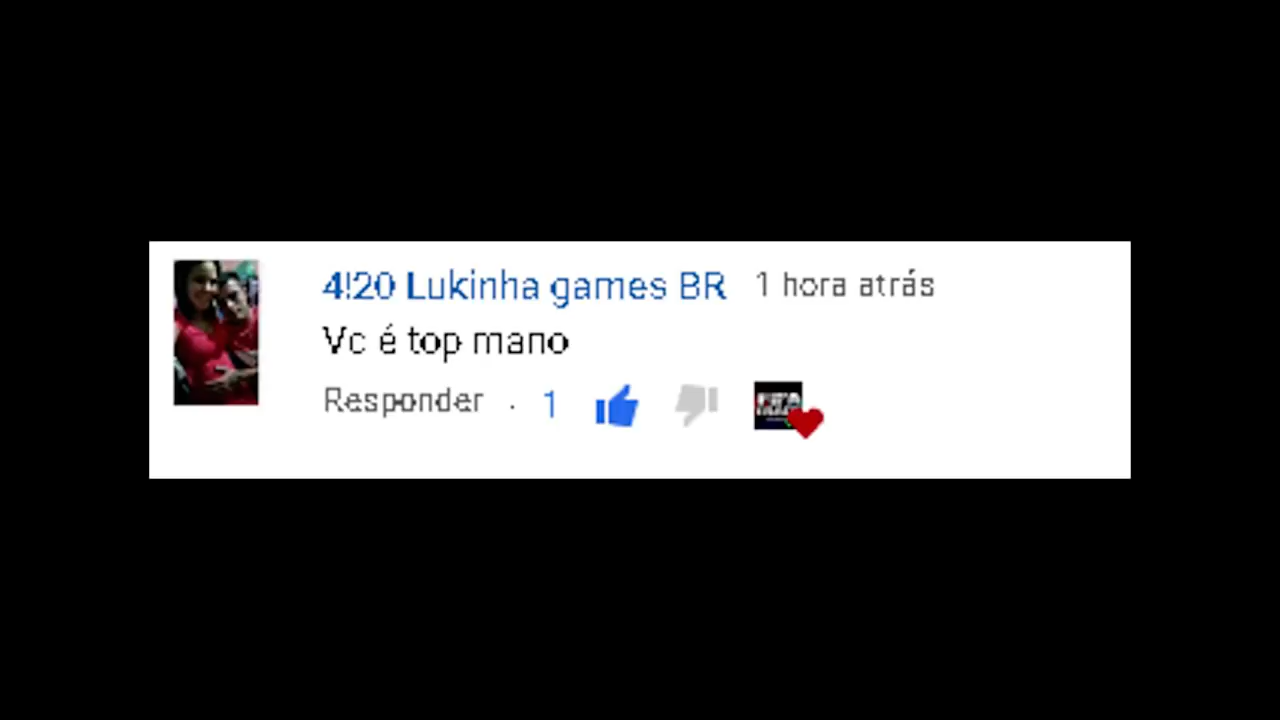 4!20 Lukinha games BR 1 hora atrás
Vc é top mano
Responder · 1